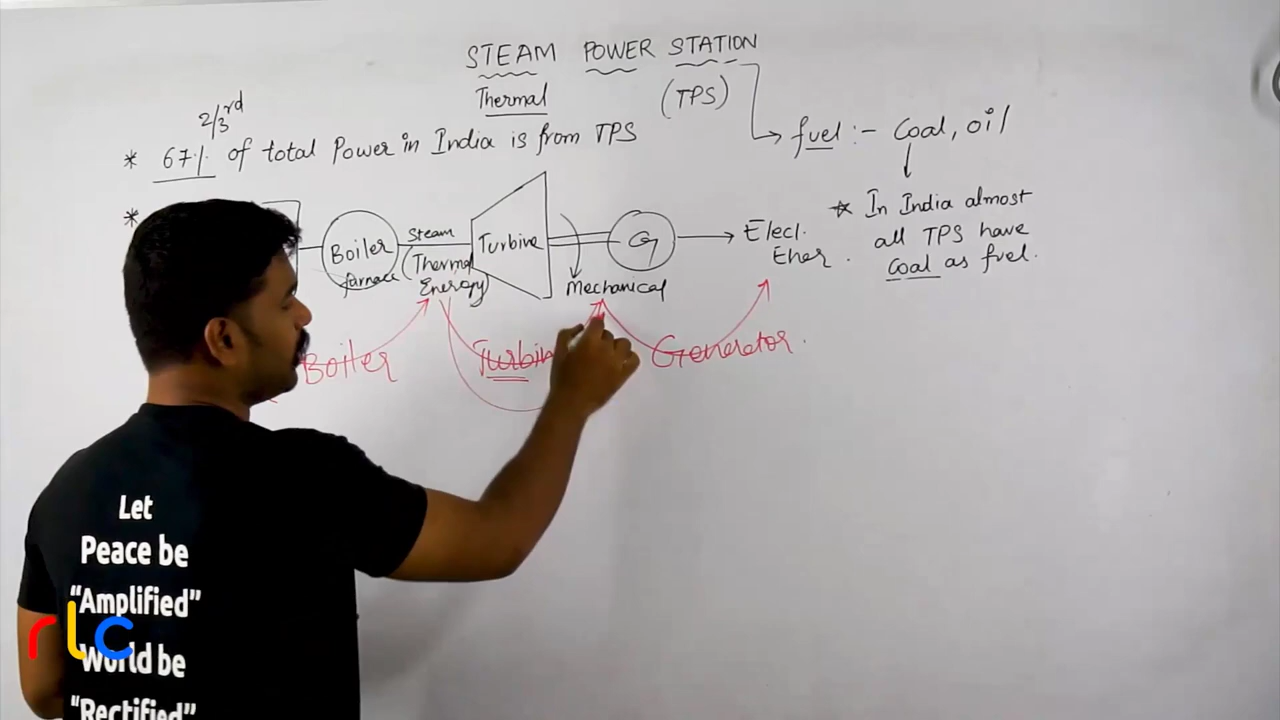 STEAM POWER STATION
Thermal (TPS)
2/3rd
* 67% of total Power in India is from TPS
fuel :- Coal, oil
* In India almost
all TPS have
Coal as fuel.
*
Boiler
furnace
Steam
(Thermal
Energy)
Turbine
Mechanical
G
Elecl.
Ener.
Boiler
Generator.
Let
Peace be
“Amplified”
World be
“Rectified”
rlc